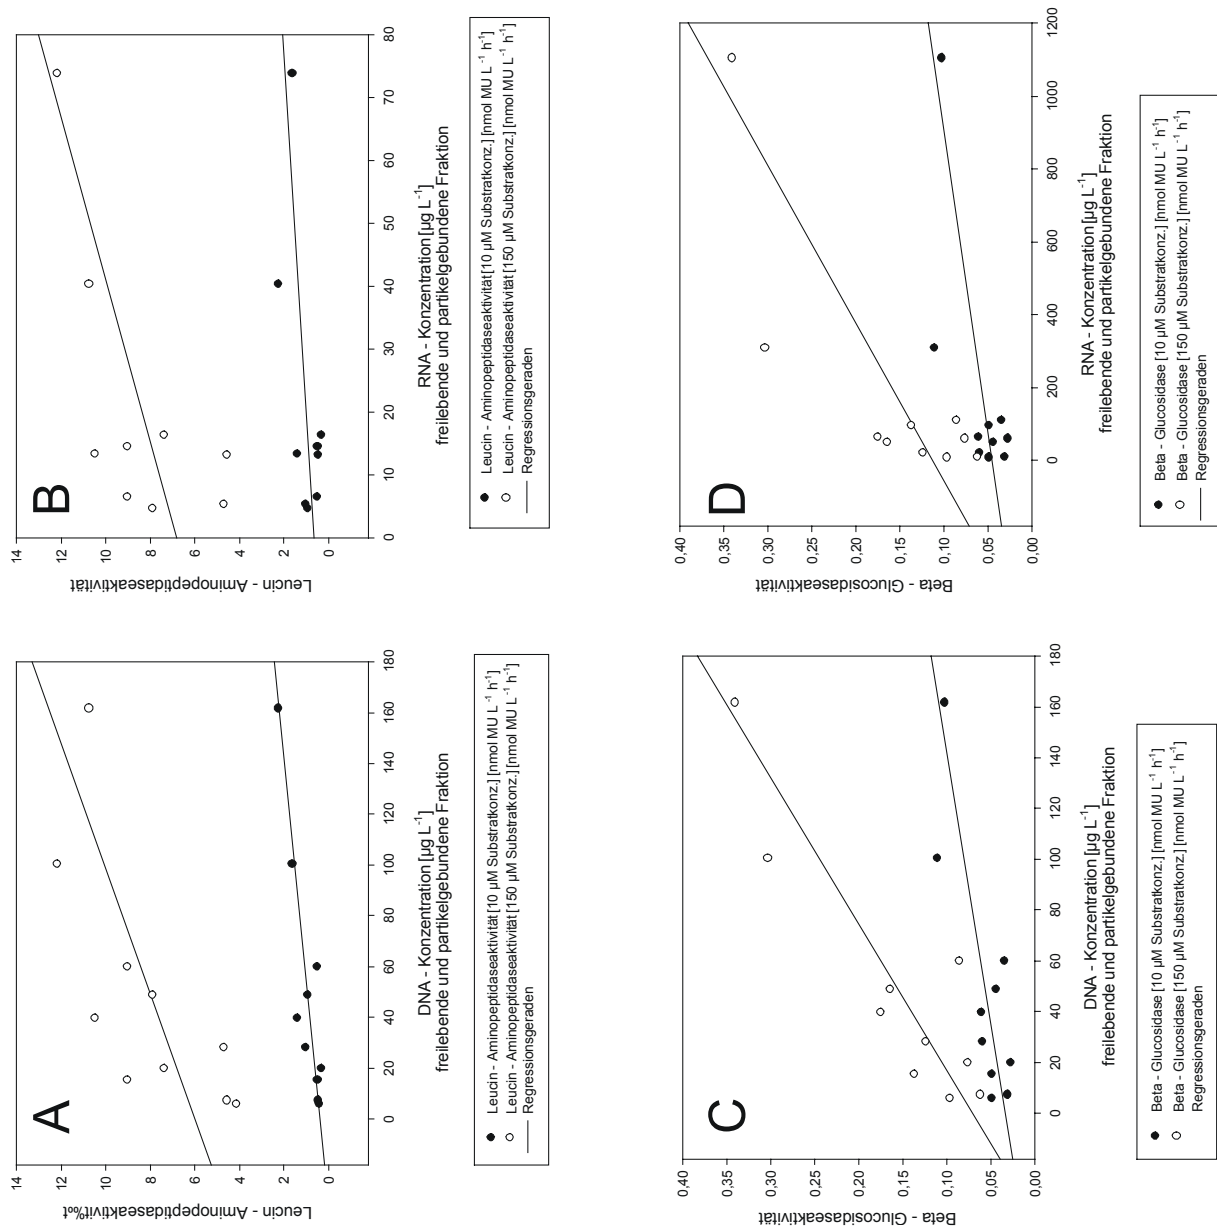 A
14
12
10
8
6
4
2
0
Leucin - Aminopeptidaseaktivit‰t
0
20
40
60
80
100
120
140
160
180
DNA - Konzentration [µg L-1]
freilebende und partikelgebundene Fraktion
Leucin - Aminopeptidaseaktivität [10 µM Substratkonz.] [nmol MU L-1 h-1]
Leucin - Aminopeptidaseaktivität [150 µM Substratkonz.] [nmol MU L-1 h-1]
Regressionsgeraden
B
14
12
10
8
6
4
2
0
Leucin - Aminopeptidaseaktivität
0
10
20
30
40
50
60
70
80
RNA - Konzentration [µg L-1]
freilebende und partikelgebundene Fraktion
Leucin - Aminopeptidaseaktivität [10 µM Substratkonz.] [nmol MU L-1 h-1]
Leucin - Aminopeptidaseaktivität [150 µM Substratkonz.] [nmol MU L-1 h-1]
Regressionsgeraden
C
0,40
0,35
0,30
0,25
0,20
0,15
0,10
0,05
0,00
Beta - Glucosidaseaktivität
0
20
40
60
80
100
120
140
160
180
DNA - Konzentration [µg L-1]
freilebende und partikelgebundene Fraktion
Beta - Glucosidase [10 µM Substratkonz.] [nmol MU L-1 h-1]
Beta - Glucosidase [150 µM Substratkonz.] [nmol MU L-1 h-1]
Regressionsgeraden
D
0,40
0,35
0,30
0,25
0,20
0,15
0,10
0,05
0,00
Beta - Glucosidaseaktivität
0
200
400
600
800
1000
1200
RNA - Konzentration [µg L-1]
freilebende und partikelgebundene Fraktion
Beta - Glucosidase [10 µM Substratkonz.] [nmol MU L-1 h-1]
Beta - Glucosidase [150 µM Substratkonz.] [nmol MU L-1 h-1]
Regressionsgeraden